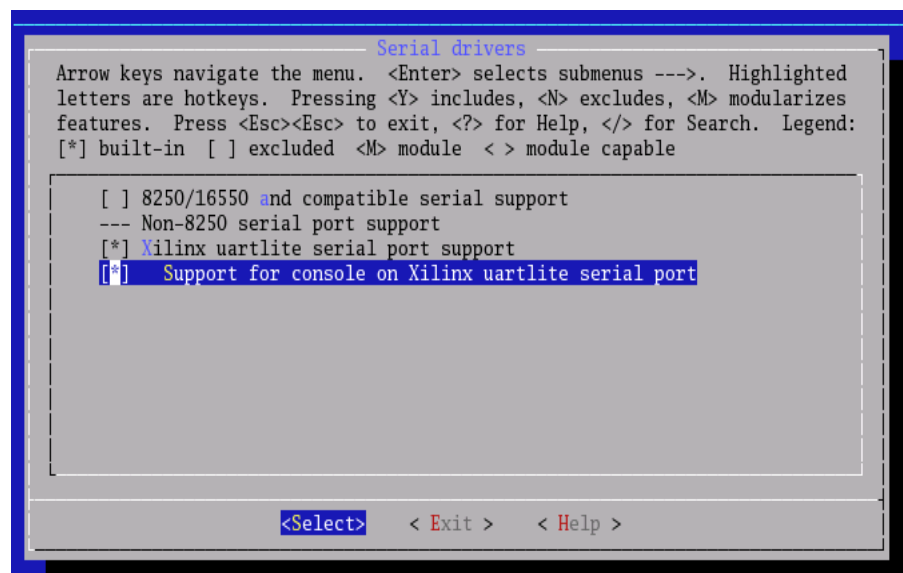 Serial drivers
Arrow keys navigate the menu. <Enter> selects submenus --->. Highlighted
letters are hotkeys. Pressing <Y> includes, <N> excludes, <M> modularizes
features. Press <Esc><Esc> to exit, <?> for Help, </> for Search. Legend:
[*] built-in [ ] excluded <M> module < > module capable
[ ] 8250/16550 and compatible serial support
--- Non-8250 serial port support
[*] Xilinx uartlite serial port support
[*] Support for console on Xilinx uartlite serial port
<Select> < Exit > < Help >